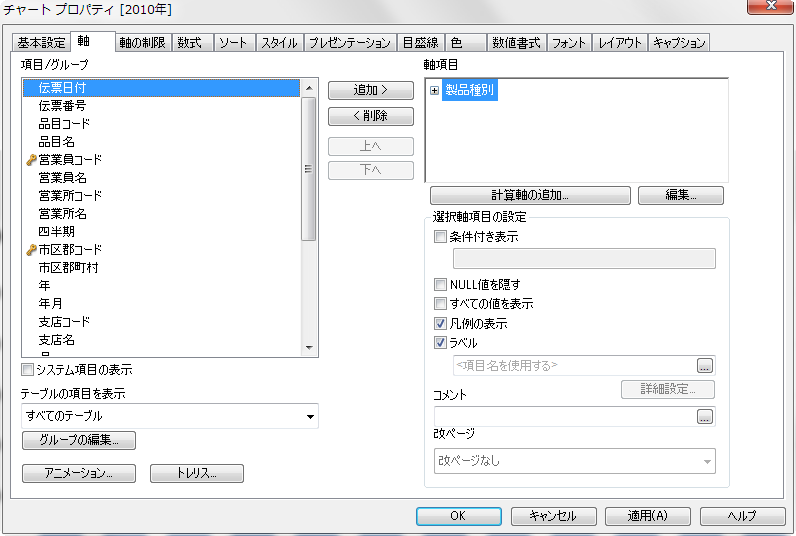 チャート プロパティ [2010年]
基本設定 軸 軸の制限 数式 ソート スタイル プレゼンテーション 目盛線 色 数値書式 フォント レイアウト キャプション
項目/グループ
伝票日付
伝票番号
品目コード
品目名
営業員コード
営業員名
営業所コード
営業所名
四半期
市区郡コード
市区郡町村
年
年月
支店コード
支店名
システム項目の表示
テーブルの項目を表示
すべてのテーブル
グループの編集...
アニメーション...
トレリス...
追加 >
< 削除
上へ
下へ
軸項目
製品種別
計算軸の追加...
編集...
選択軸項目の設定
条件付き表示
NULL値を隠す
すべての値を表示
凡例の表示
ラベル
<項目名を使用する>
...
詳細設定...
コメント
...
改ページ
改ページなし
OK
キャンセル
適用(A)
ヘルプ